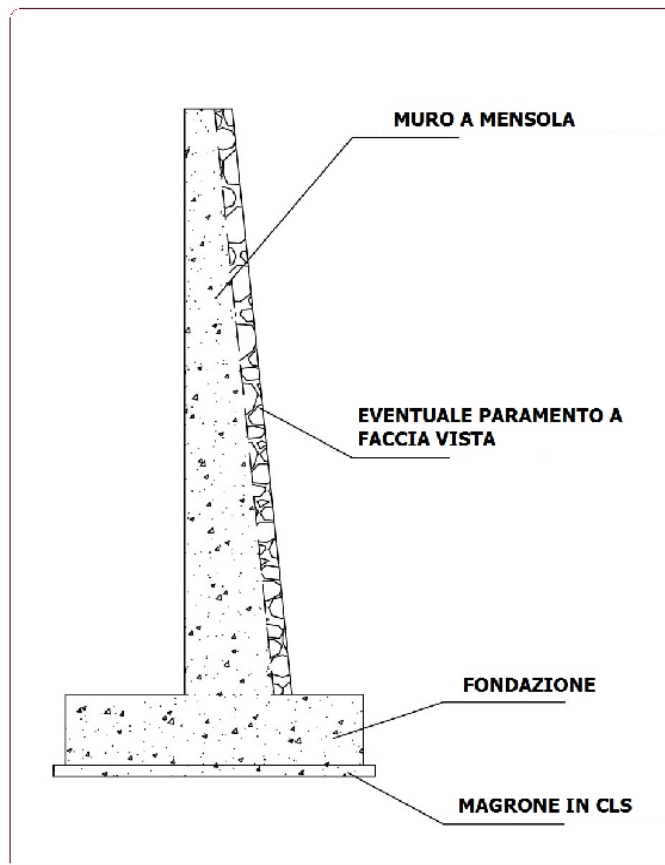 MURO A MENSOLA
EVENTUALE PARAMENTO A
FACCIA VISTA
FONDAZIONE
MAGRONE IN CLS